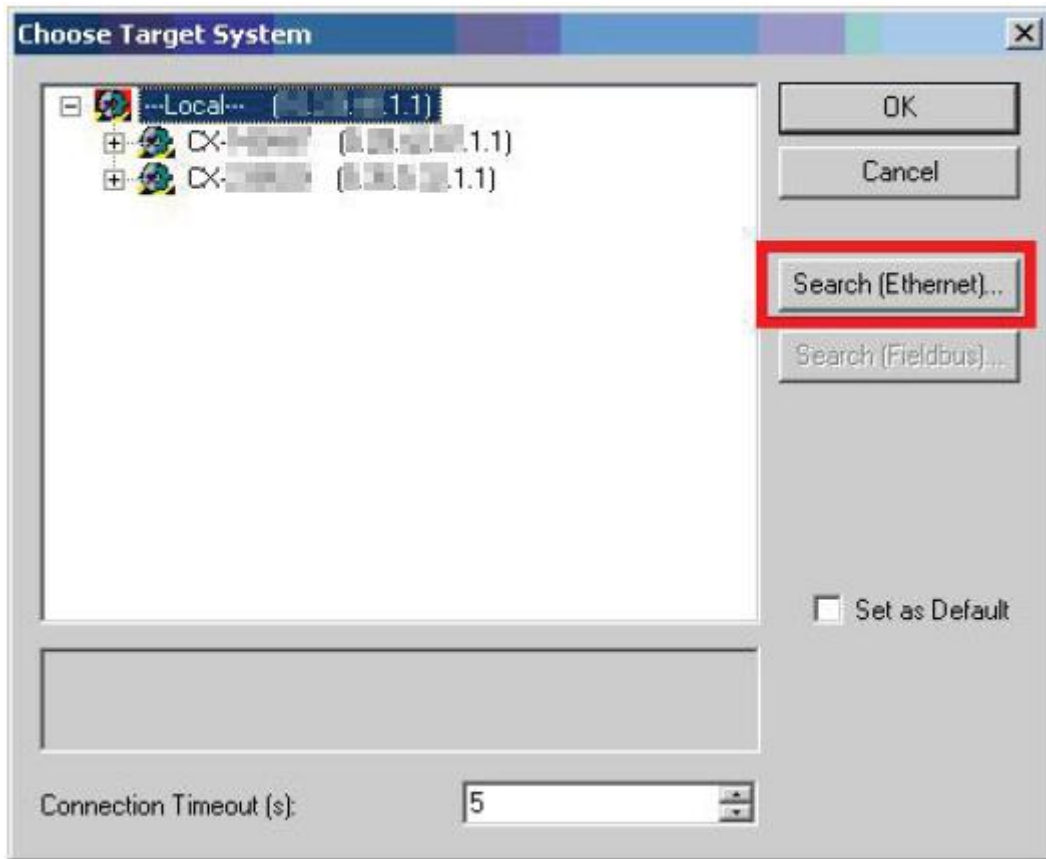 Choose Target System
---Local--- ( .1.1)
OK
CX- ( .1.1)
CX- ( .1.1)
Cancel
Search (Ethernet)...
Search (Fieldbus)...
Set as Default
Connection Timeout (s):
5